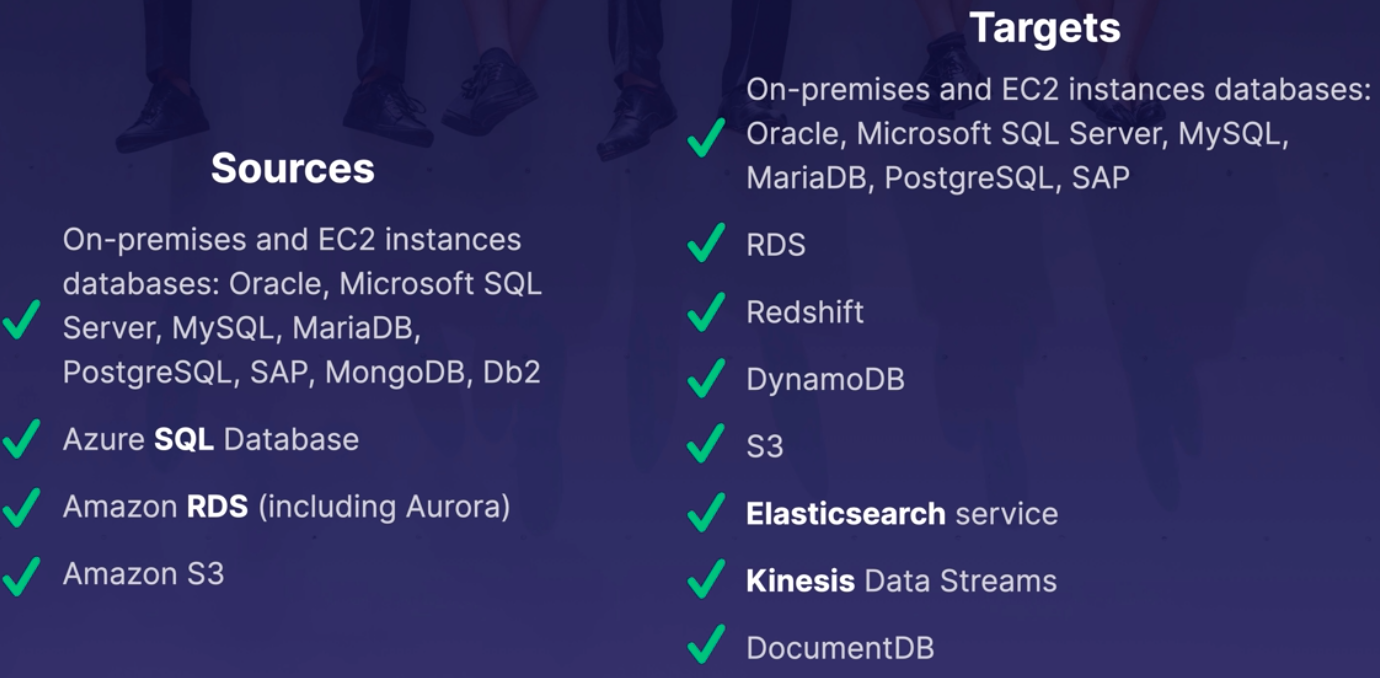 Sources
On-premises and EC2 instances
databases: Oracle, Microsoft SQL
Server, MySQL, MariaDB,
PostgreSQL, SAP, MongoDB, Db2
Azure SQL Database
Amazon RDS (including Aurora)
Amazon S3
Targets
On-premises and EC2 instances databases:
Oracle, Microsoft SQL Server, MySQL,
MariaDB, PostgreSQL, SAP
RDS
Redshift
DynamoDB
S3
Elasticsearch service
Kinesis Data Streams
DocumentDB